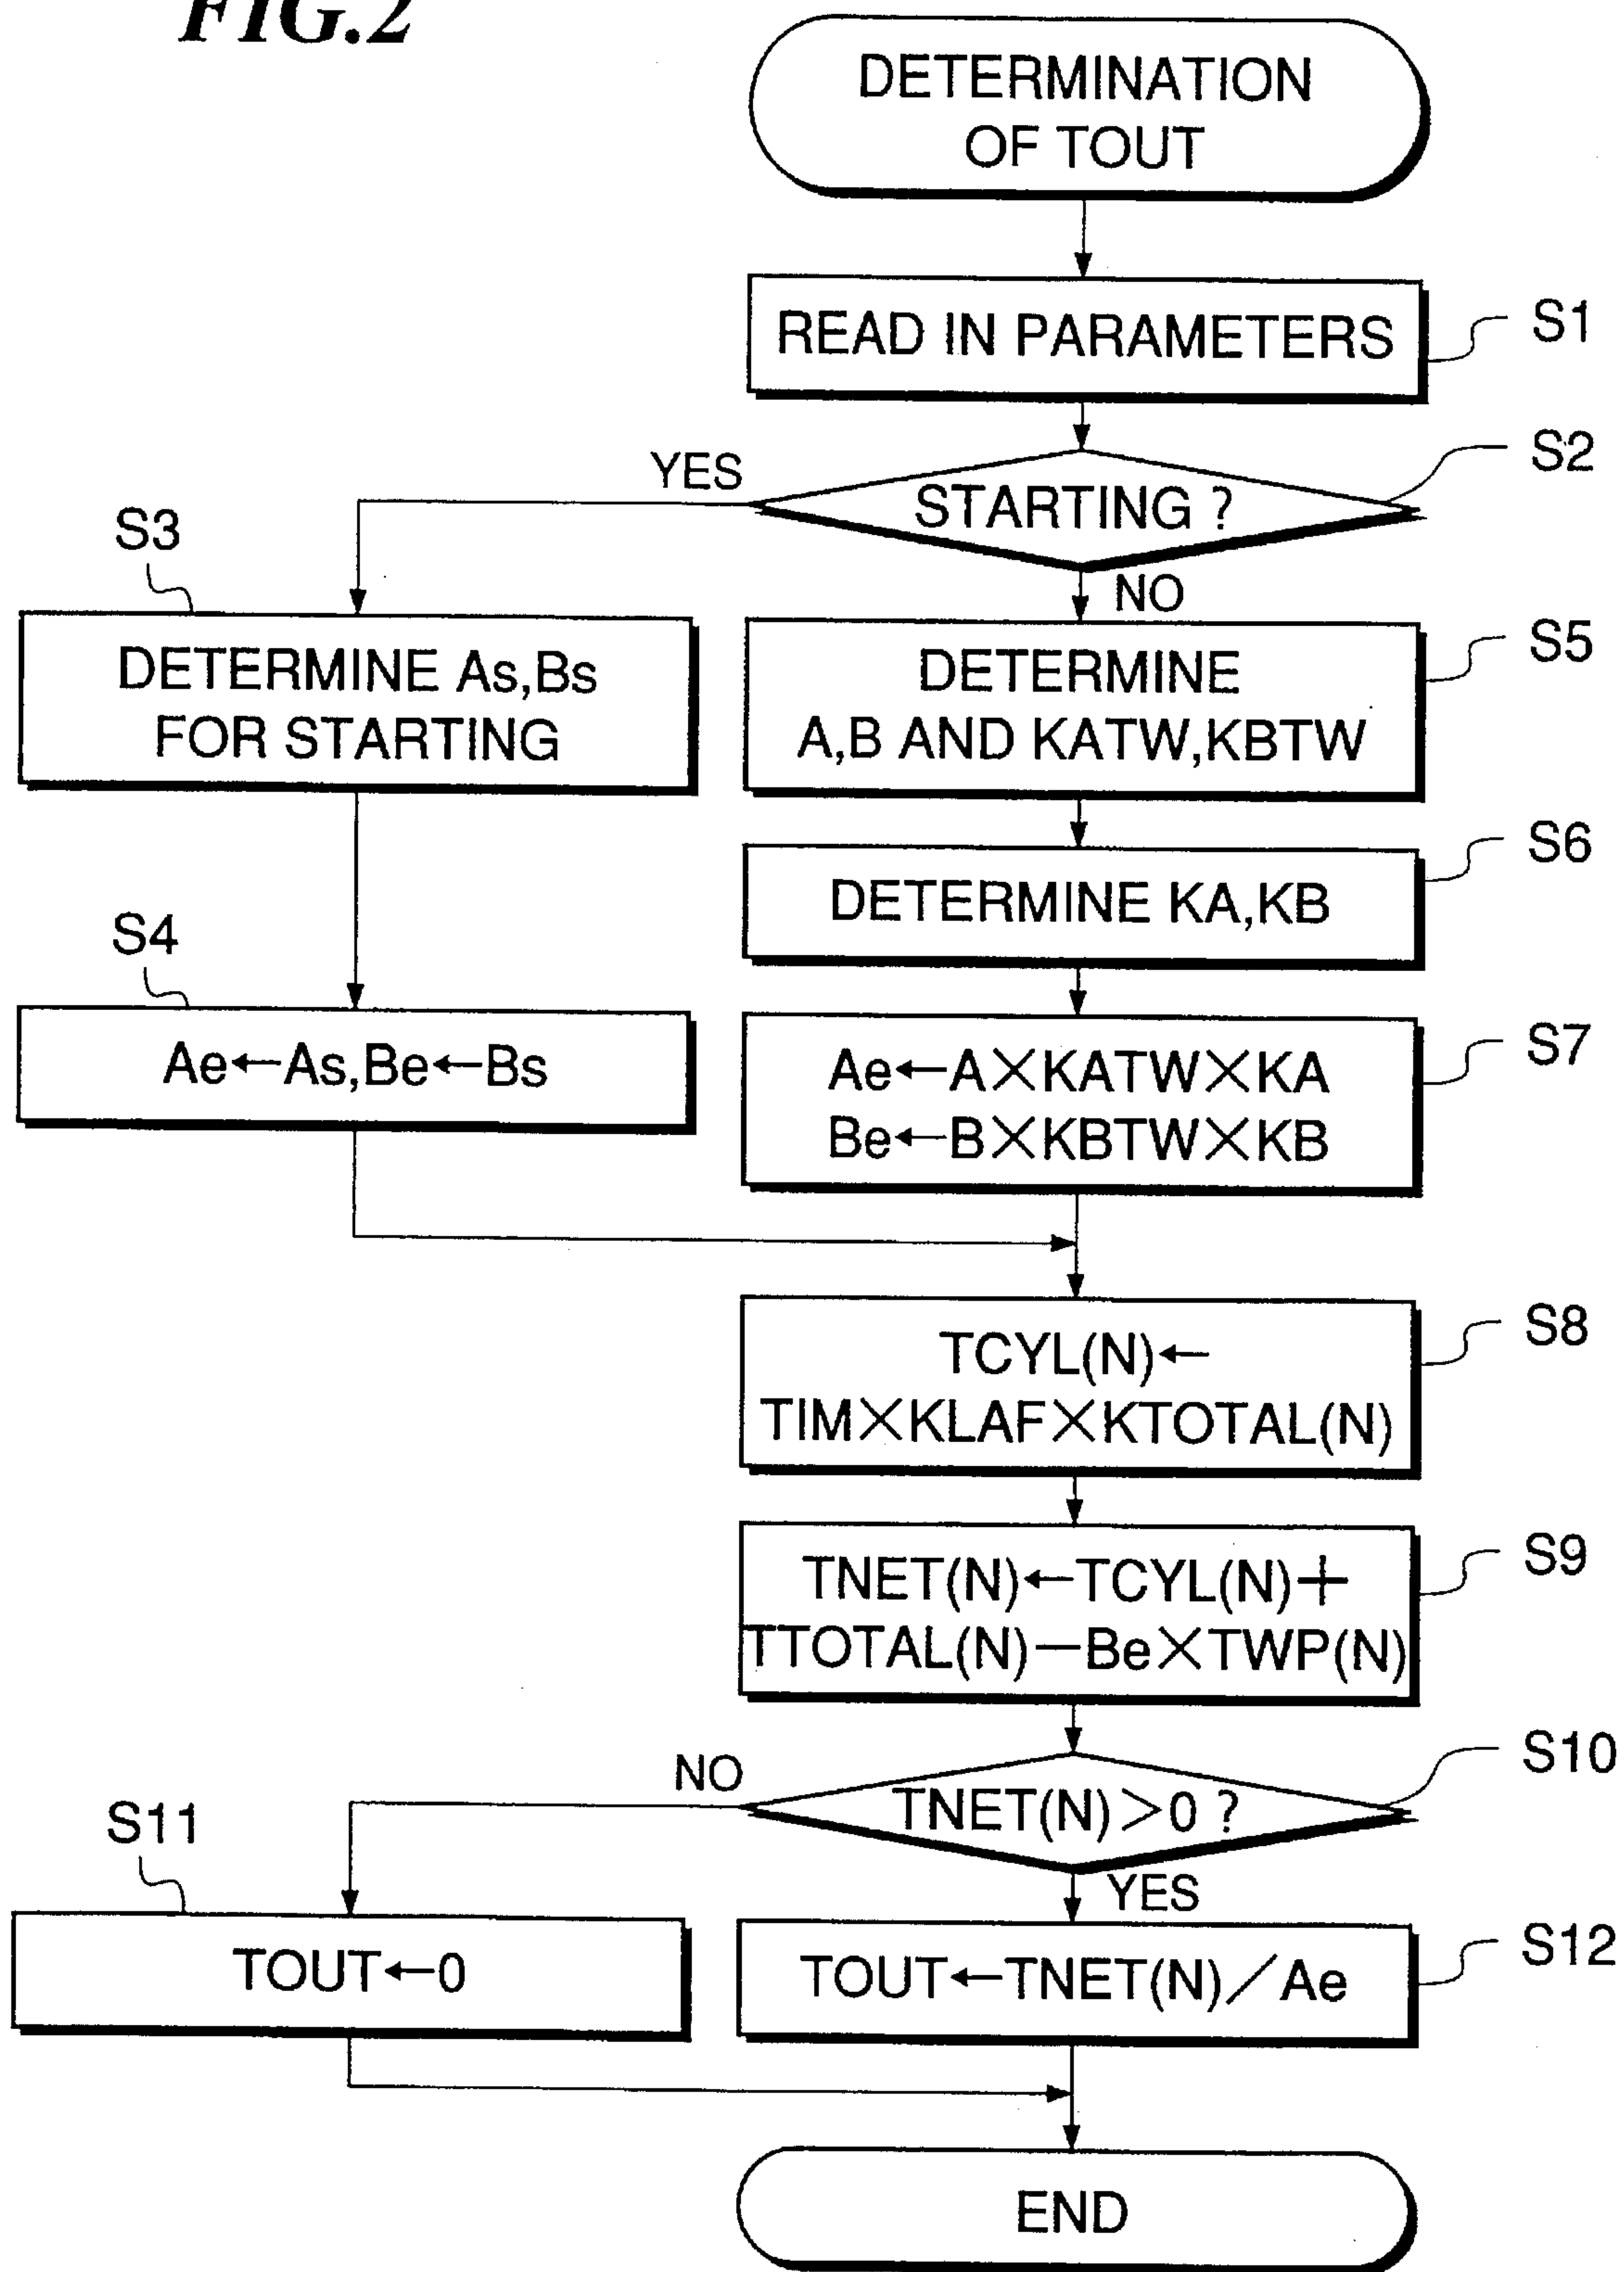 FIG.2
DETERMINATION
OF TOUT
READ IN PARAMETERS
S1
S2
YES
STARTING ?
NO
S3
DETERMINE As,Bs
FOR STARTING
S5
DETERMINE
A,B AND KATW,KBTW
S6
DETERMINE KA,KB
S4
Ae←As,Be←Bs
S7
Ae←A×KATW×KA
Be←B×KBTW×KB
S8
TCYL(N)←
TIM×KLAF×KTOTAL(N)
S9
TNET(N)←TCYL(N)+
TTOTAL(N)−Be×TWP(N)
S10
NO
TNET(N)>0 ?
YES
S11
TOUT←0
S12
TOUT←TNET(N)/Ae
END